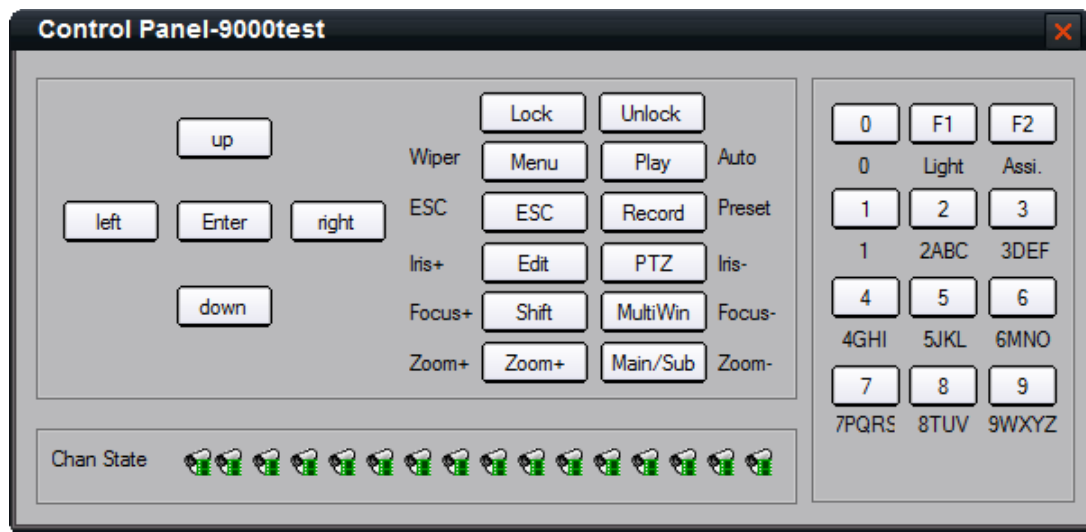 Control Panel-9000test
Lock Unlock
up
Wiper Menu Play Auto
left Enter right
ESC ESC Record Preset
Iris+ Edit PTZ Iris-
down
Focus+ Shift MultiWin Focus-
Zoom+ Zoom+ Main/Sub Zoom-
0 F1 F2
0 Light Assi.
1 2 3
1 2ABC 3DEF
4 5 6
4GHI 5JKL 6MNO
7 8 9
7PQRS 8TUV 9WXYZ
Chan State